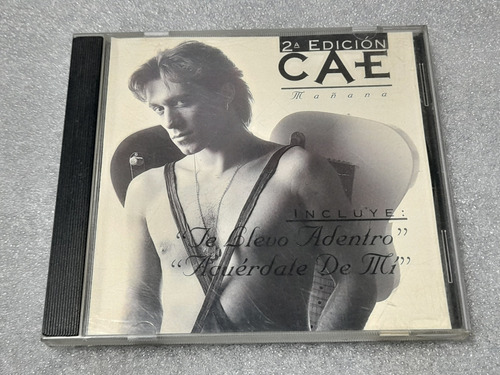 2ª EDICIÓN
CAE
Mañana
INCLUYE:
"Te Llevo Adentro"
"Acuérdate De Mí"